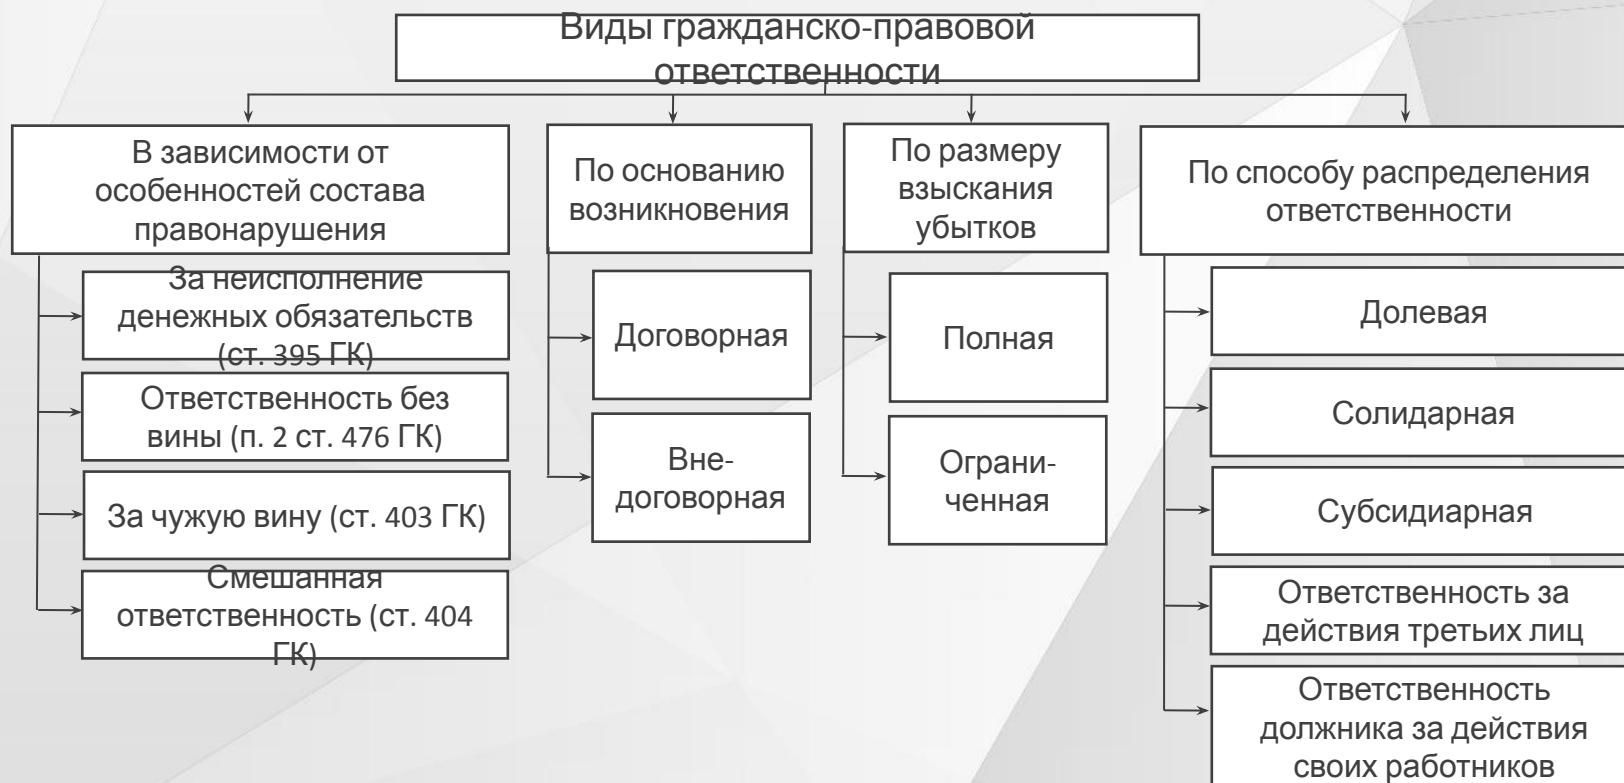 Виды гражданско-правовой
ответственности
В зависимости от
особенностей состава
правонарушения
За неисполнение
денежных обязательств
(ст. 395 ГК)
Ответственность без
вины (п. 2 ст. 476 ГК)
За чужую вину (ст. 403 ГК)
Смешанная
ответственность (ст. 404
ГК)
По основанию
возникновения
Договорная
Вне-
договорная
По размеру
взыскания
убытков
Полная
Ограни-
ченная
По способу распределения
ответственности
Долевая
Солидарная
Субсидиарная
Ответственность за
действия третьих лиц
Ответственность
должника за действия
своих работников